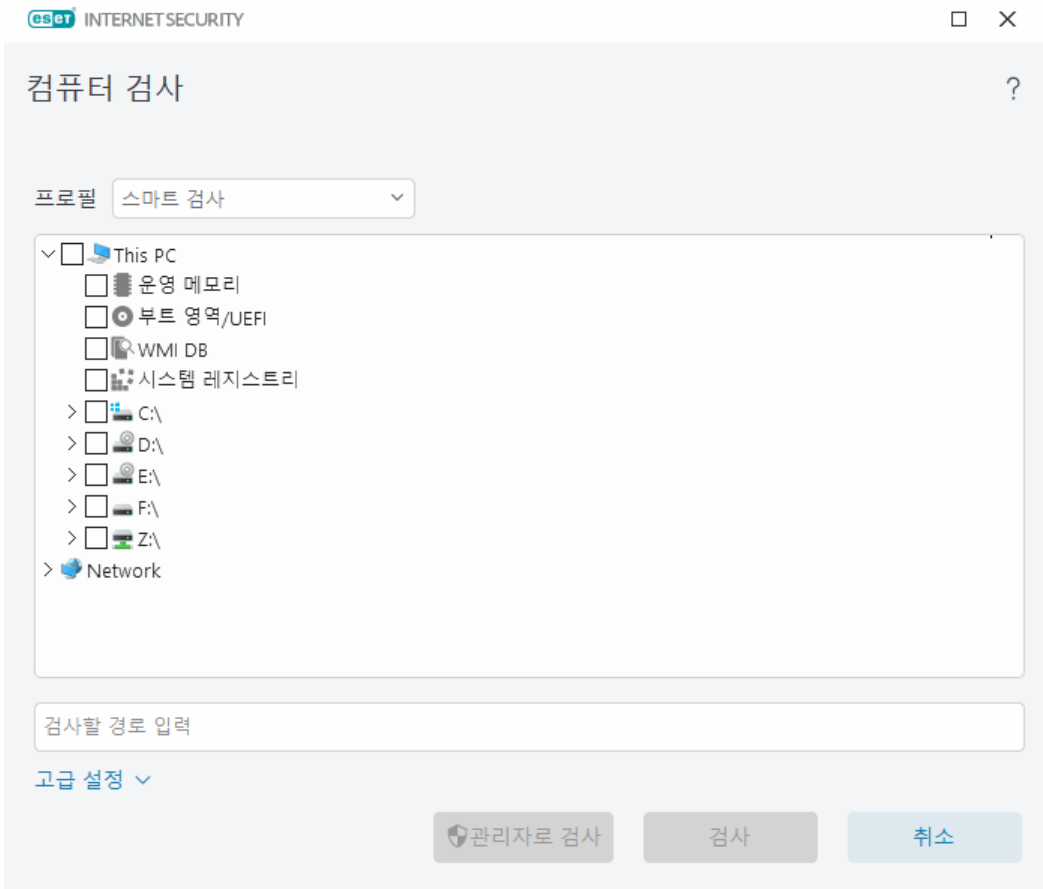 eset INTERNET SECURITY
컴퓨터 검사
?
프로필 스마트 검사
This PC
운영 메모리
부트 영역/UEFI
WMI DB
시스템 레지스트리
C:\
D:\
E:\
F:\
Z:\
Network
검사할 경로 입력
고급 설정
관리자로 검사 검사 취소